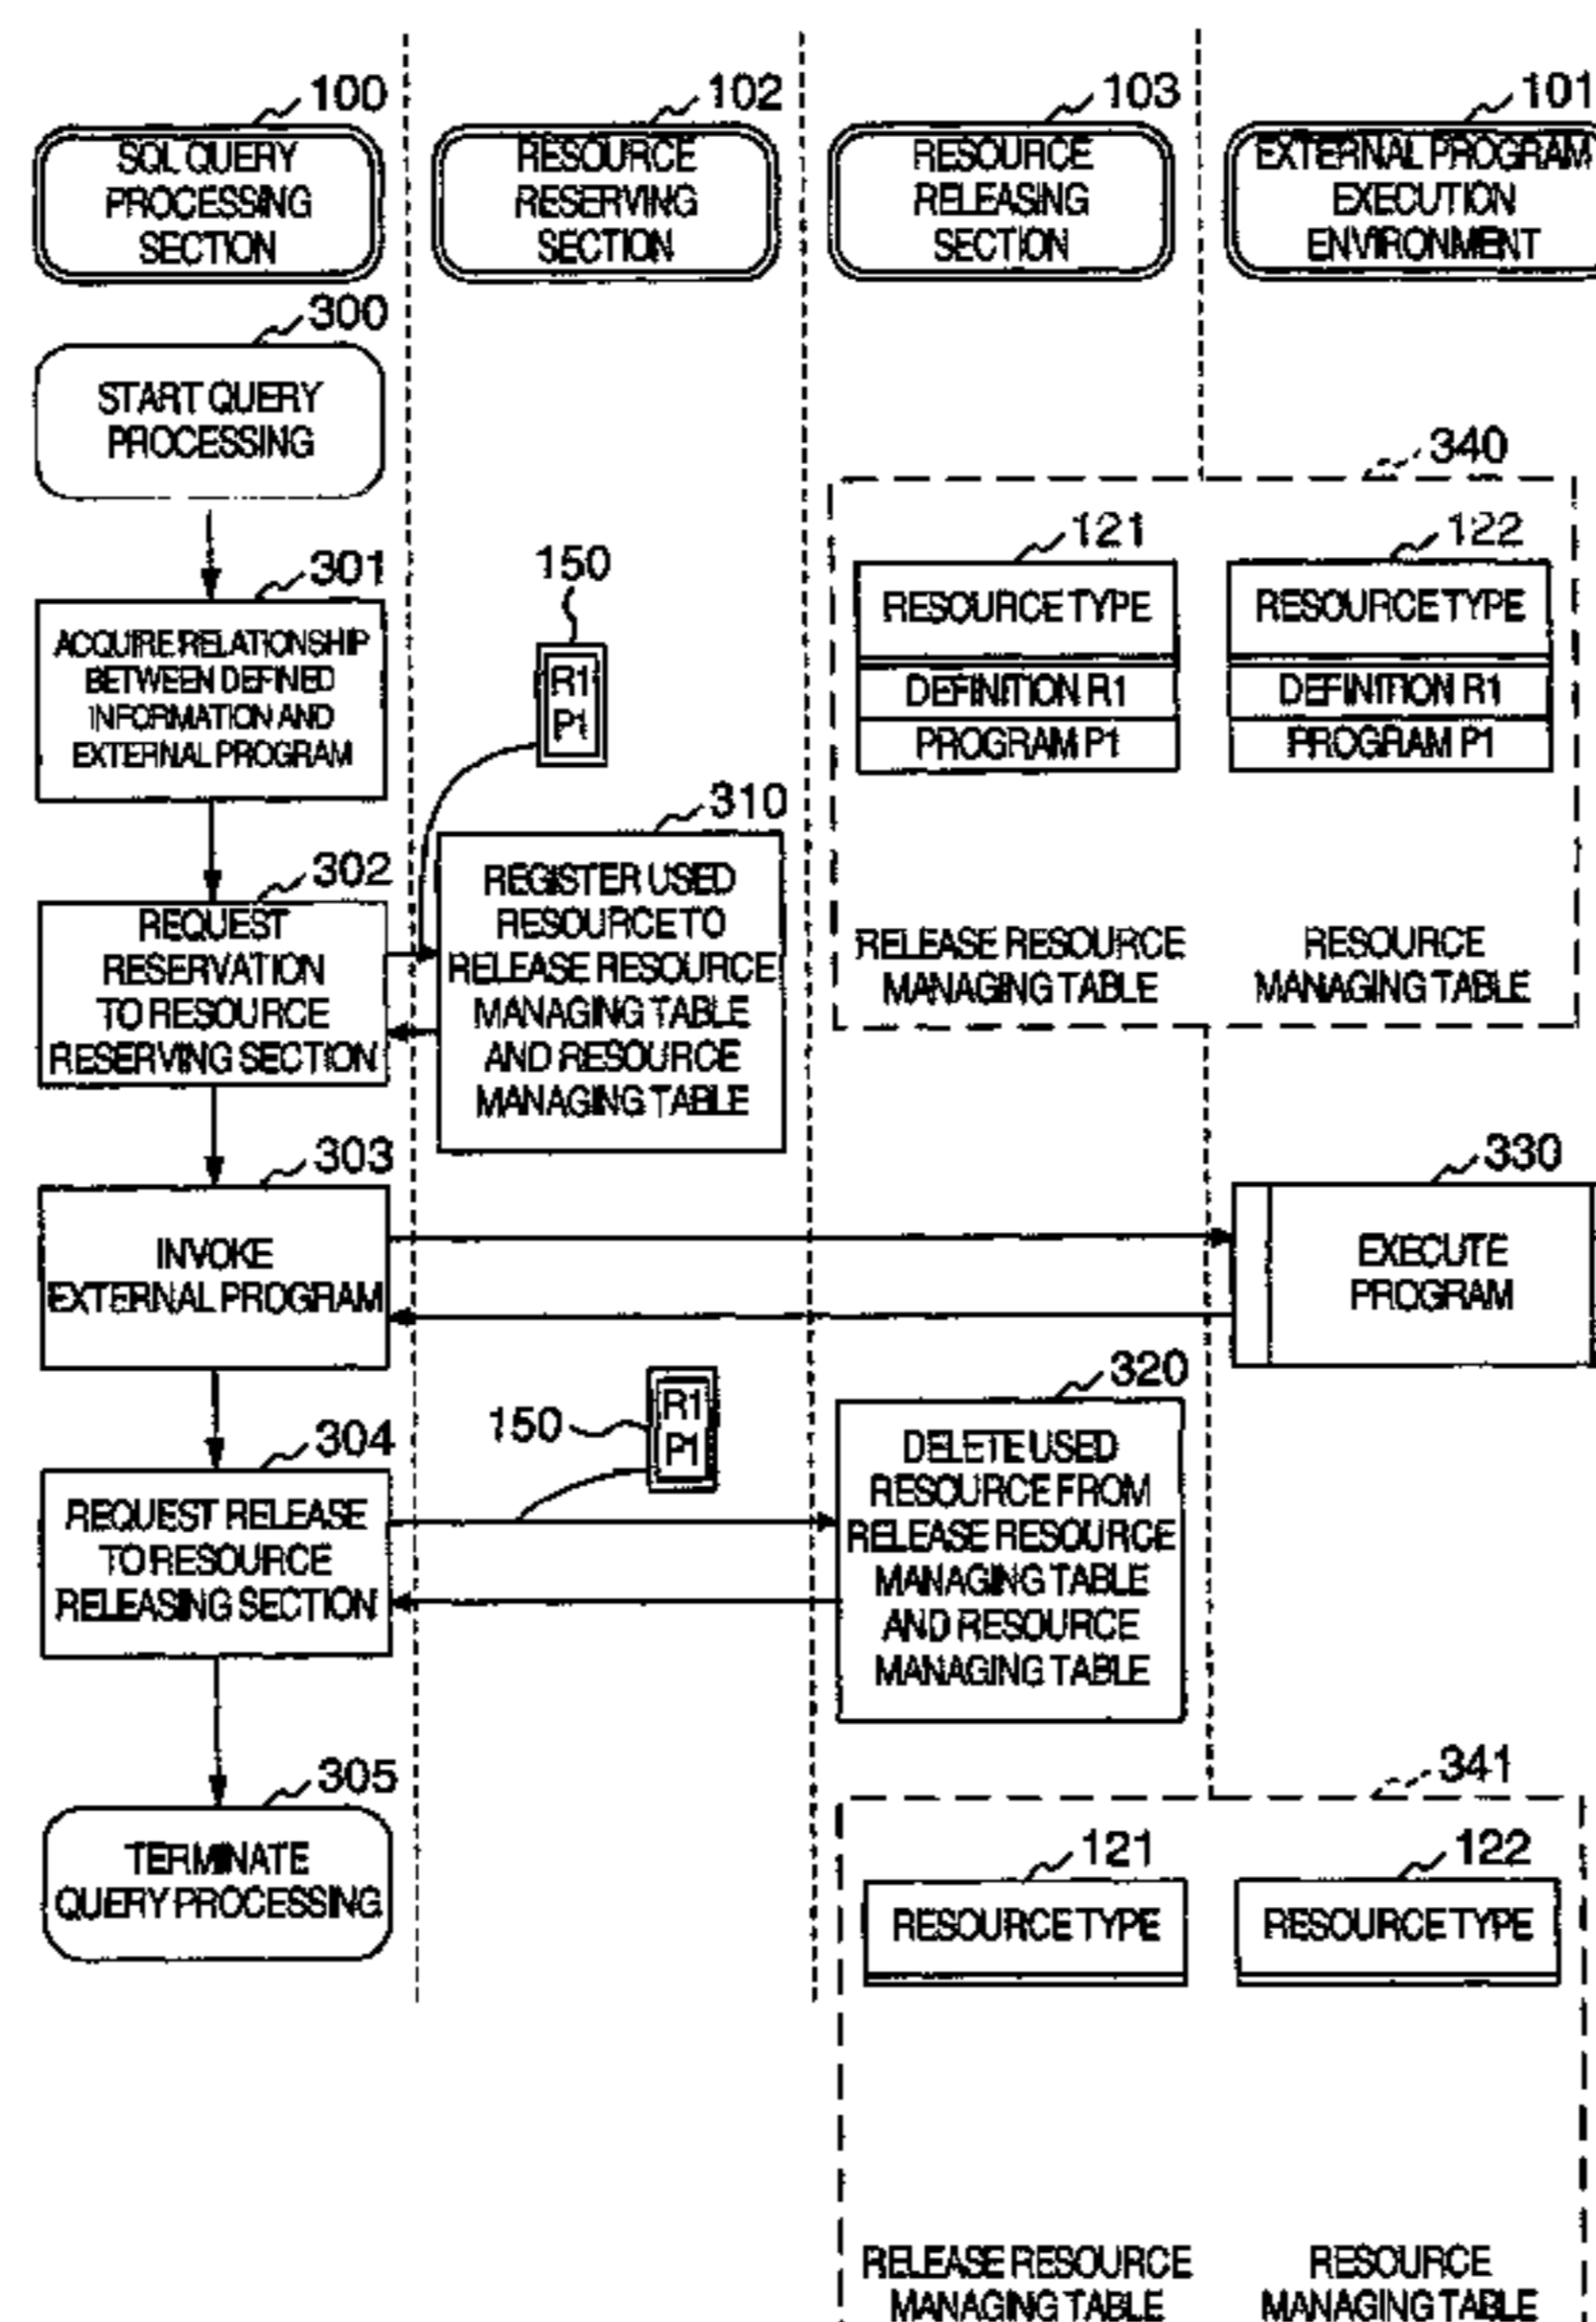 100
SQL QUERY
PROCESSING
SECTION
102
RESOURCE
RESERVING
SECTION
103
RESOURCE
RELEASING
SECTION
101
EXTERNAL PROGRAM
EXECUTION
ENVIRONMENT
300
START QUERY
PROCESSING
301
ACQUIRE RELATIONSHIP
BETWEEN DEFINED
INFORMATION AND
EXTERNAL PROGRAM
150
R1
P1
340
121
RESOURCE TYPE
DEFINITION R1
PROGRAM P1
RELEASE RESOURCE
MANAGING TABLE
122
RESOURCE TYPE
DEFINITION R1
PROGRAM P1
RESOURCE
MANAGING TABLE
302
REQUEST
RESERVATION
TO RESOURCE
RESERVING SECTION
310
REGISTER USED
RESOURCE TO
RELEASE RESOURCE
MANAGING TABLE
AND RESOURCE
MANAGING TABLE
303
INVOKE
EXTERNAL PROGRAM
330
EXECUTE
PROGRAM
304
REQUEST RELEASE
TO RESOURCE
RELEASING SECTION
150
R1
P1
320
DELETE USED
RESOURCE FROM
RELEASE RESOURCE
MANAGING TABLE
AND RESOURCE
MANAGING TABLE
305
TERMINATE
QUERY PROCESSING
341
121
RESOURCE TYPE
RELEASE RESOURCE
MANAGING TABLE
122
RESOURCE TYPE
RESOURCE
MANAGING TABLE